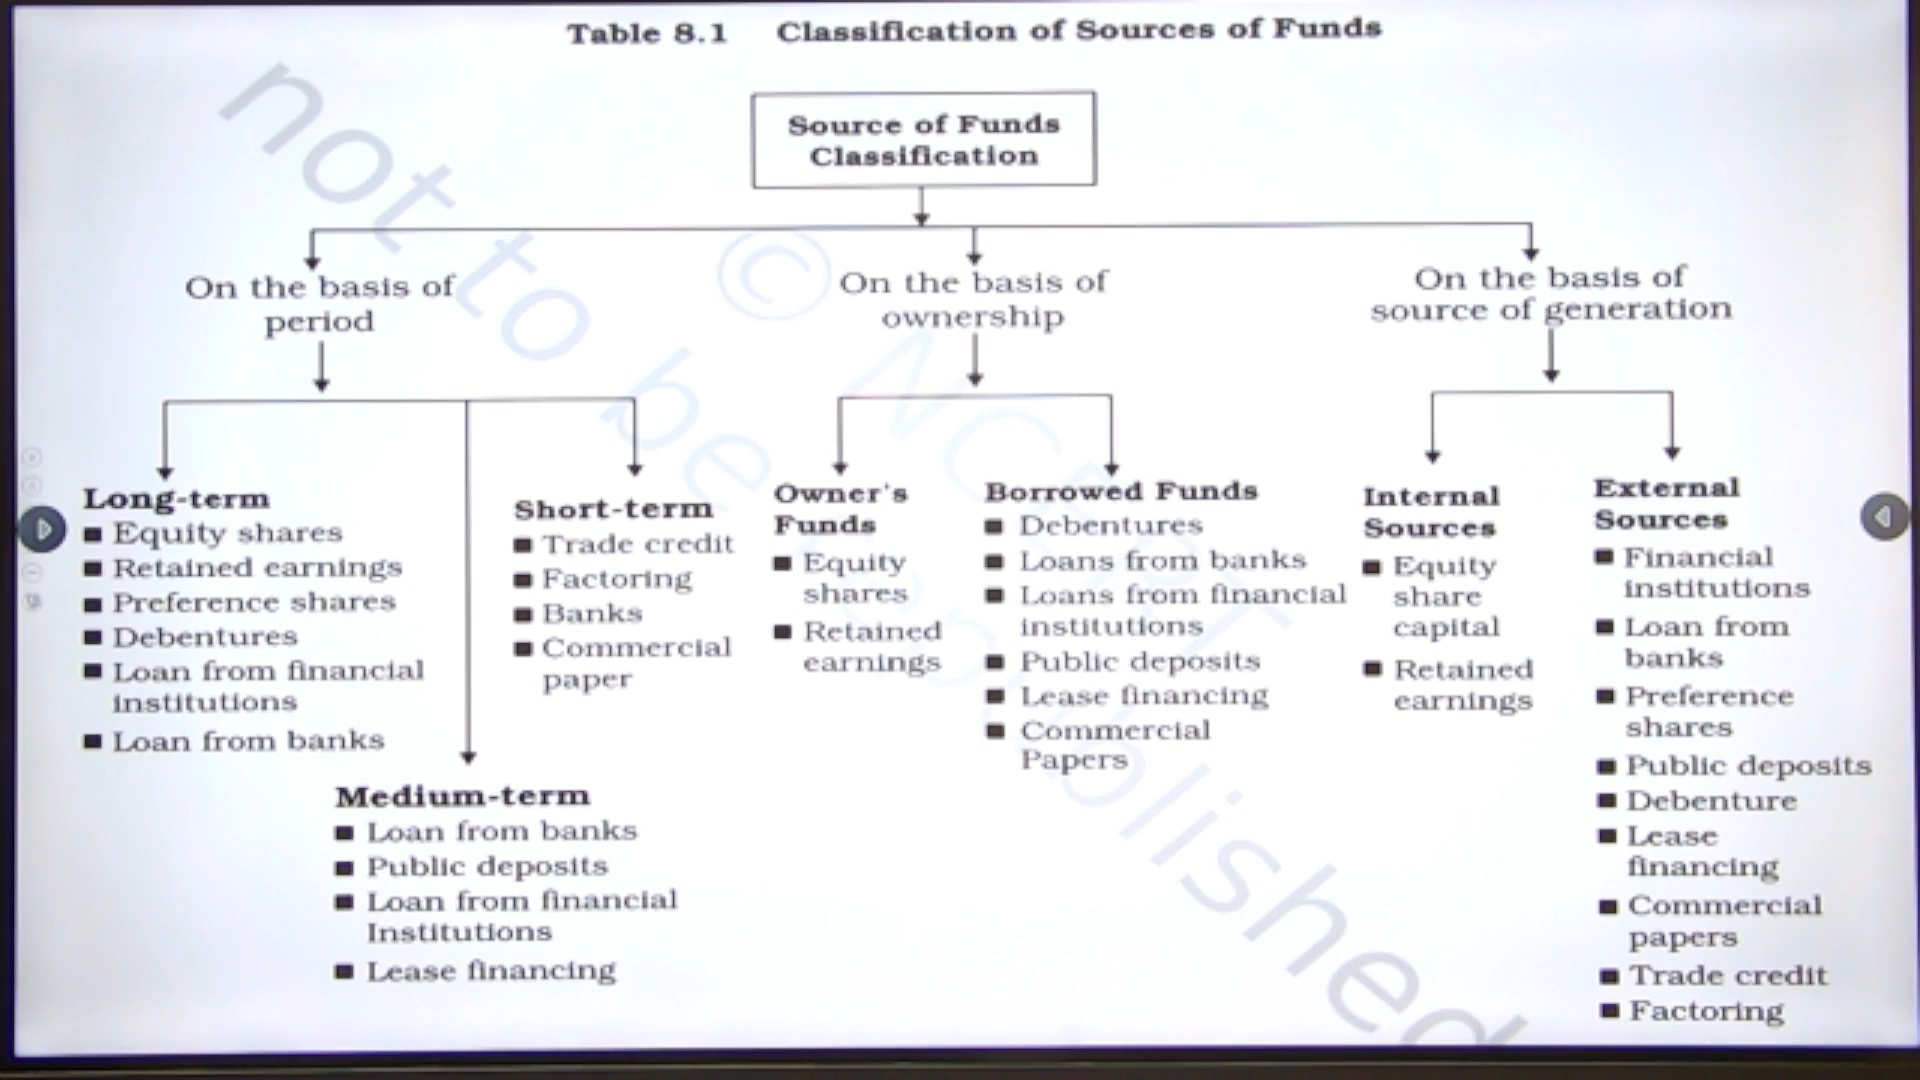 Table 8.1 Classification of Sources of Funds
Source of Funds
Classification
On the basis of
period
On the basis of
ownership
On the basis of
source of generation
Long-term
■ Equity shares
■ Retained earnings
■ Preference shares
■ Debentures
■ Loan from financial
institutions
■ Loan from banks
Medium-term
■ Loan from banks
■ Public deposits
■ Loan from financial
Institutions
■ Lease financing
Short-term
■ Trade credit
■ Factoring
■ Banks
■ Commercial
paper
Owner's
Funds
■ Equity
shares
■ Retained
earnings
Borrowed Funds
■ Debentures
■ Loans from banks
■ Loans from financial
institutions
■ Public deposits
■ Lease financing
■ Commercial
Papers
Internal
Sources
■ Equity
share
capital
■ Retained
earnings
External
Sources
■ Financial
institutions
■ Loan from
banks
■ Preference
shares
■ Public deposits
■ Debenture
■ Lease
financing
■ Commercial
papers
■ Trade credit
■ Factoring
© NCERT
not to be republished